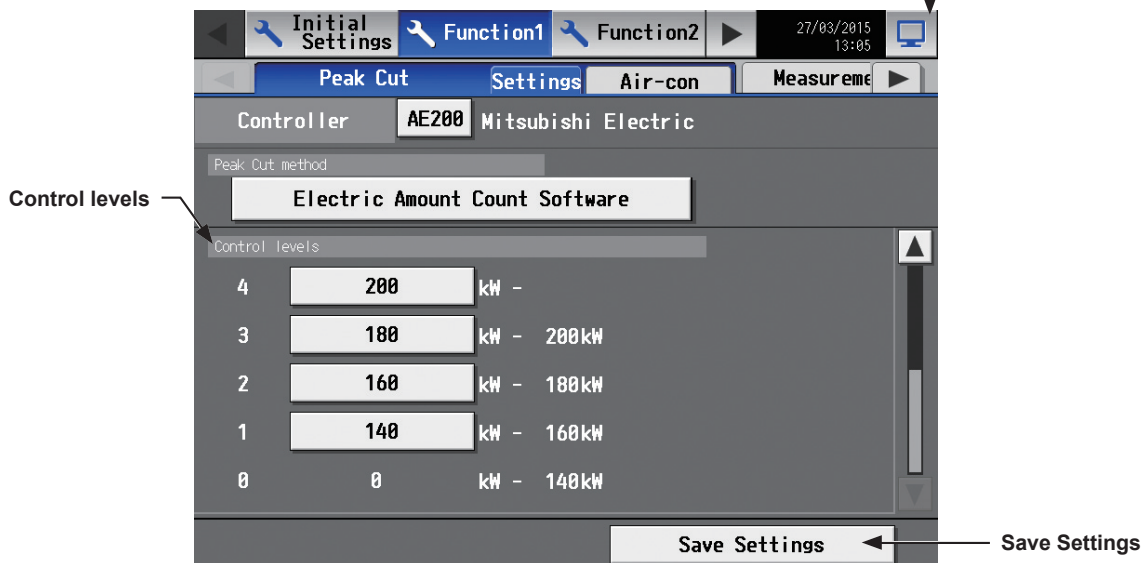 Initial Settings Function1 Function2 27/03/2015 13:05
Peak Cut Settings Air-con Measureme
Controller AE200 Mitsubishi Electric
Peak Cut method
Electric Amount Count Software
Control levels
Control levels
4 200 kW -
3 180 kW - 200kW
2 160 kW - 180kW
1 140 kW - 160kW
0 0 kW - 140kW
Save Settings
Save Settings